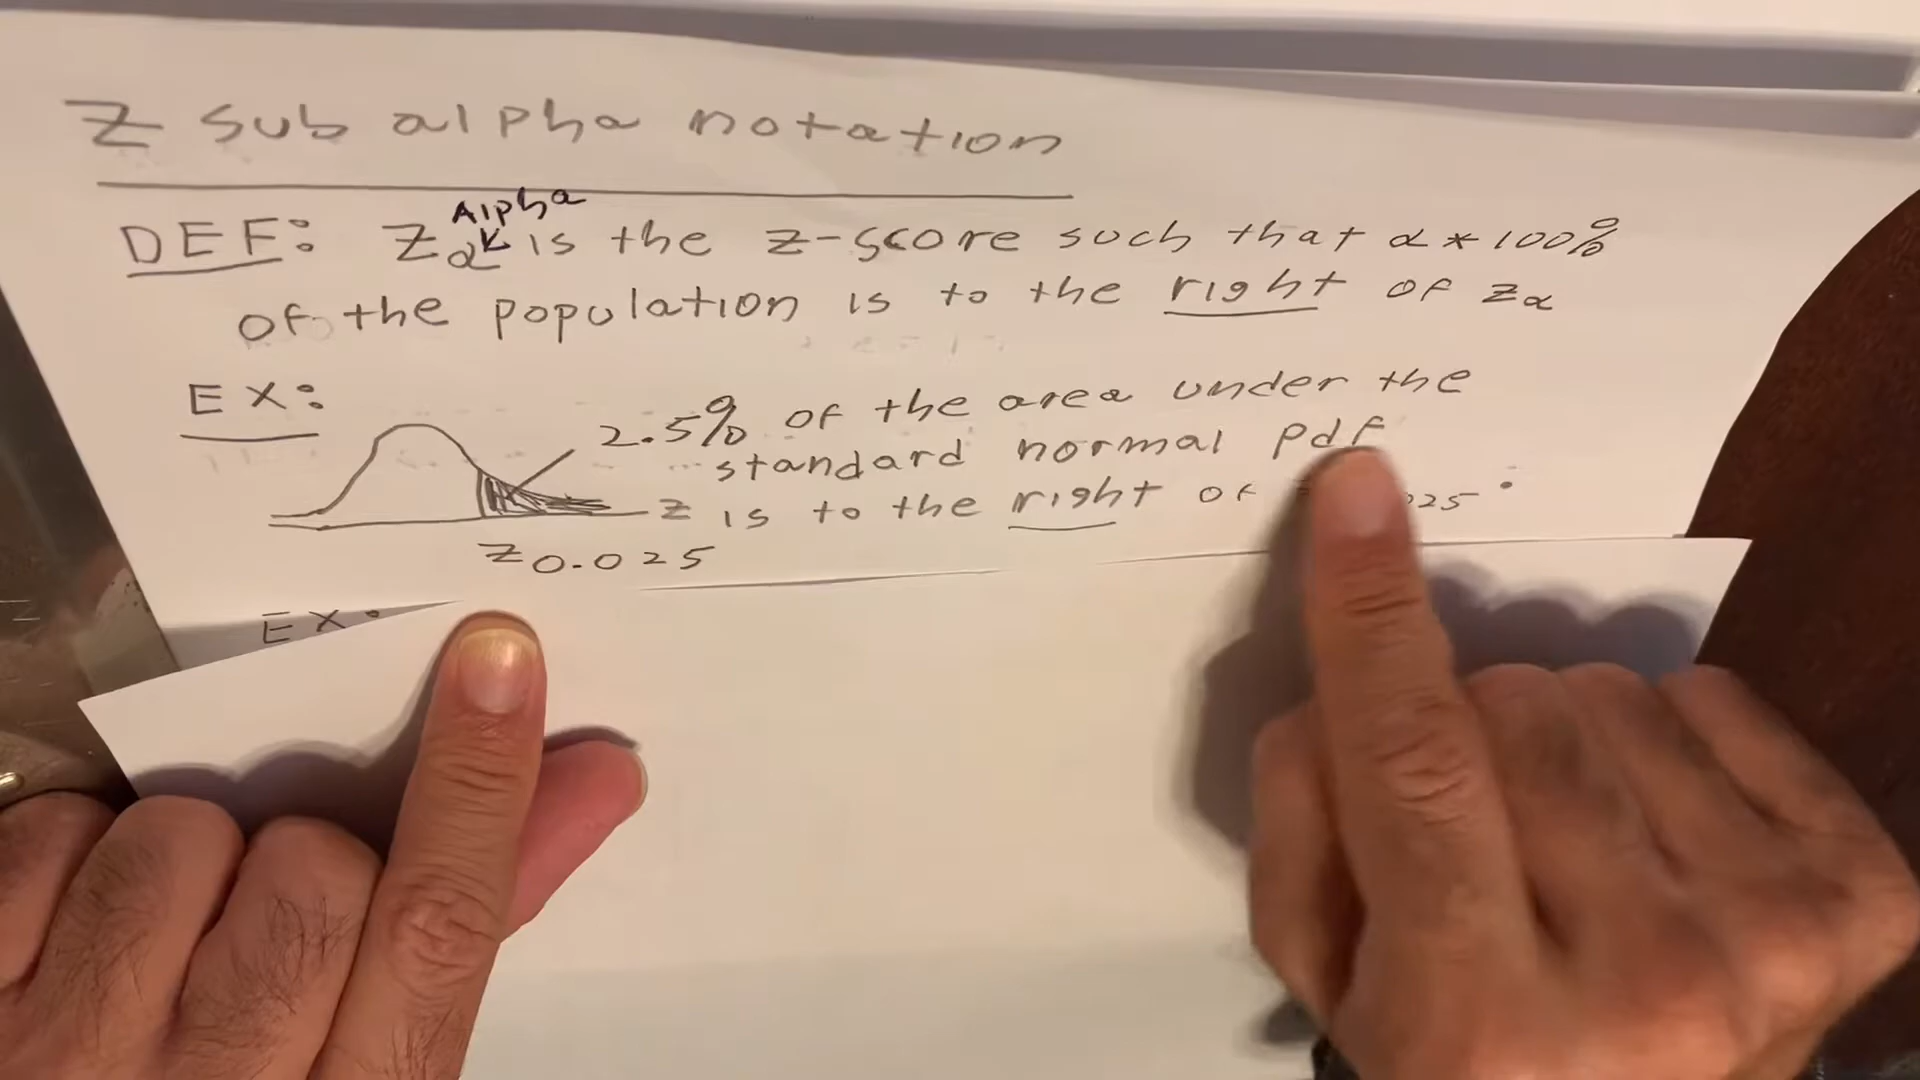 Z sub alpha notation
Alpha
DEF: Zα is the z-score such that α * 100%
of the population is to the right of zα
EX:
2.5% of the area under the
standard normal pdf
z is to the right of 025.
z0.025
EX: